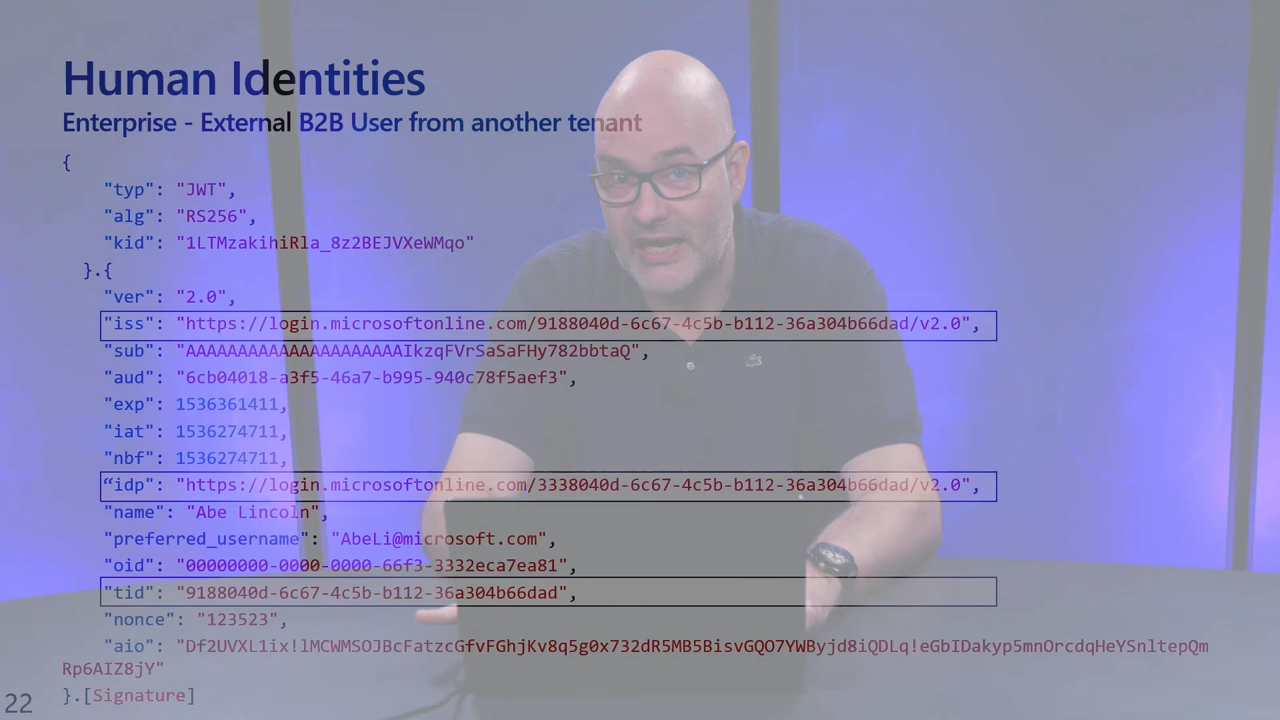 Human Identities
Enterprise - External B2B User from another tenant
{
"typ": "JWT",
"alg": "RS256",
"kid": "1LTMzakihiRla_8z2BEJVXeWMqo"
}.{
"ver": "2.0",
"iss": "https://login.microsoftonline.com/9188040d-6c67-4c5b-b112-36a304b66dad/v2.0",
"sub": "AAAAAAAAAAAAAAAAAAAAAIkzqFVrSaSaFHy782bbtaQ",
"aud": "6cb04018-a3f5-46a7-b995-940c78f5aef3",
"exp": 1536361411,
"iat": 1536274711,
"nbf": 1536274711,
“idp": "https://login.microsoftonline.com/3338040d-6c67-4c5b-b112-36a304b66dad/v2.0",
"name": "Abe Lincoln",
"preferred_username": "AbeLi@microsoft.com",
"oid": "00000000-0000-0000-66f3-3332eca7ea81",
"tid": "9188040d-6c67-4c5b-b112-36a304b66dad",
"nonce": "123523",
"aio": "Df2UVXL1ix!lMCWMSOJBcFatzcGfvFGhjKv8q5g0x732dR5MB5BisvGQO7YWByjd8iQDLq!eGbIDakyp5mnOrcdqHeYSnltepQm
Rp6AIZ8jY"
}.[Signature]
22